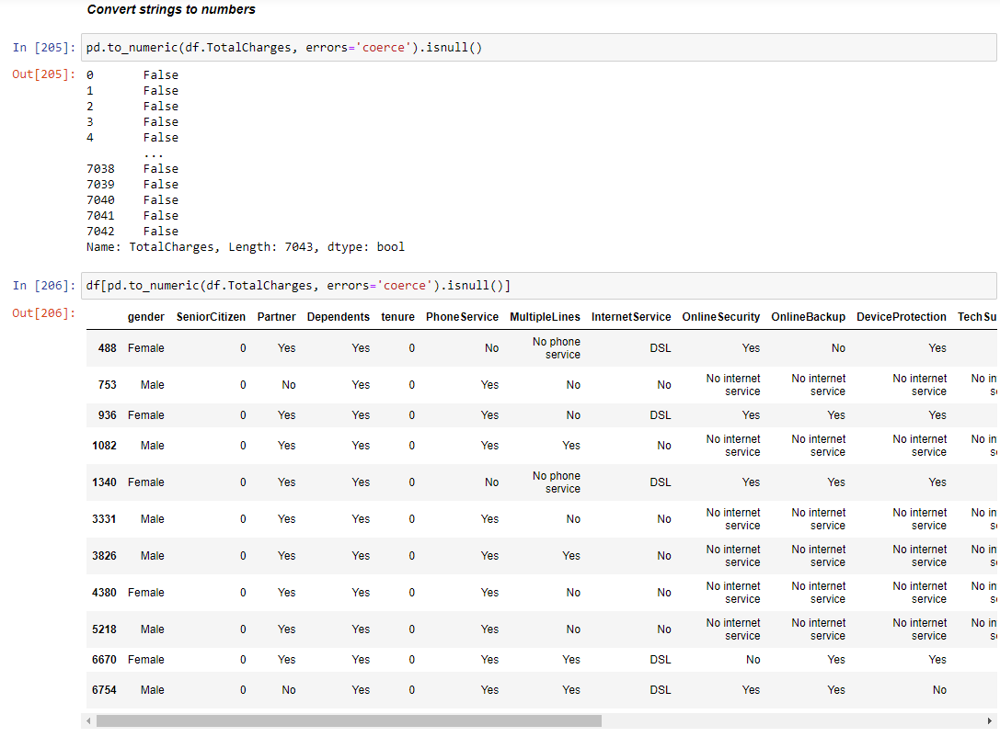 Convert strings to numbers
In [205]: pd.to_numeric(df.TotalCharges, errors='coerce').isnull()
Out[205]: 0 False
1 False
2 False
3 False
4 False
...
7038 False
7039 False
7040 False
7041 False
7042 False
Name: TotalCharges, Length: 7043, dtype: bool
In [206]: df[pd.to_numeric(df.TotalCharges, errors='coerce').isnull()]
Out[206]:
gender SeniorCitizen Partner Dependents tenure PhoneService MultipleLines InternetService OnlineSecurity OnlineBackup DeviceProtection TechSu
488 Female 0 Yes Yes 0 No No phone service DSL Yes No Yes
753 Male 0 No Yes 0 Yes No No No internet service No internet service No internet service No in s
936 Female 0 Yes Yes 0 Yes No DSL Yes Yes Yes
1082 Male 0 Yes Yes 0 Yes Yes No No internet service No internet service No internet service No in s
1340 Female 0 Yes Yes 0 No No phone service DSL Yes Yes Yes
3331 Male 0 Yes Yes 0 Yes No No No internet service No internet service No internet service No in s
3826 Male 0 Yes Yes 0 Yes Yes No No internet service No internet service No internet service No in s
4380 Female 0 Yes Yes 0 Yes No No No internet service No internet service No internet service No in s
5218 Male 0 Yes Yes 0 Yes No No No internet service No internet service No internet service No in s
6670 Female 0 Yes Yes 0 Yes Yes DSL No Yes Yes
6754 Male 0 No Yes 0 Yes Yes DSL Yes Yes No